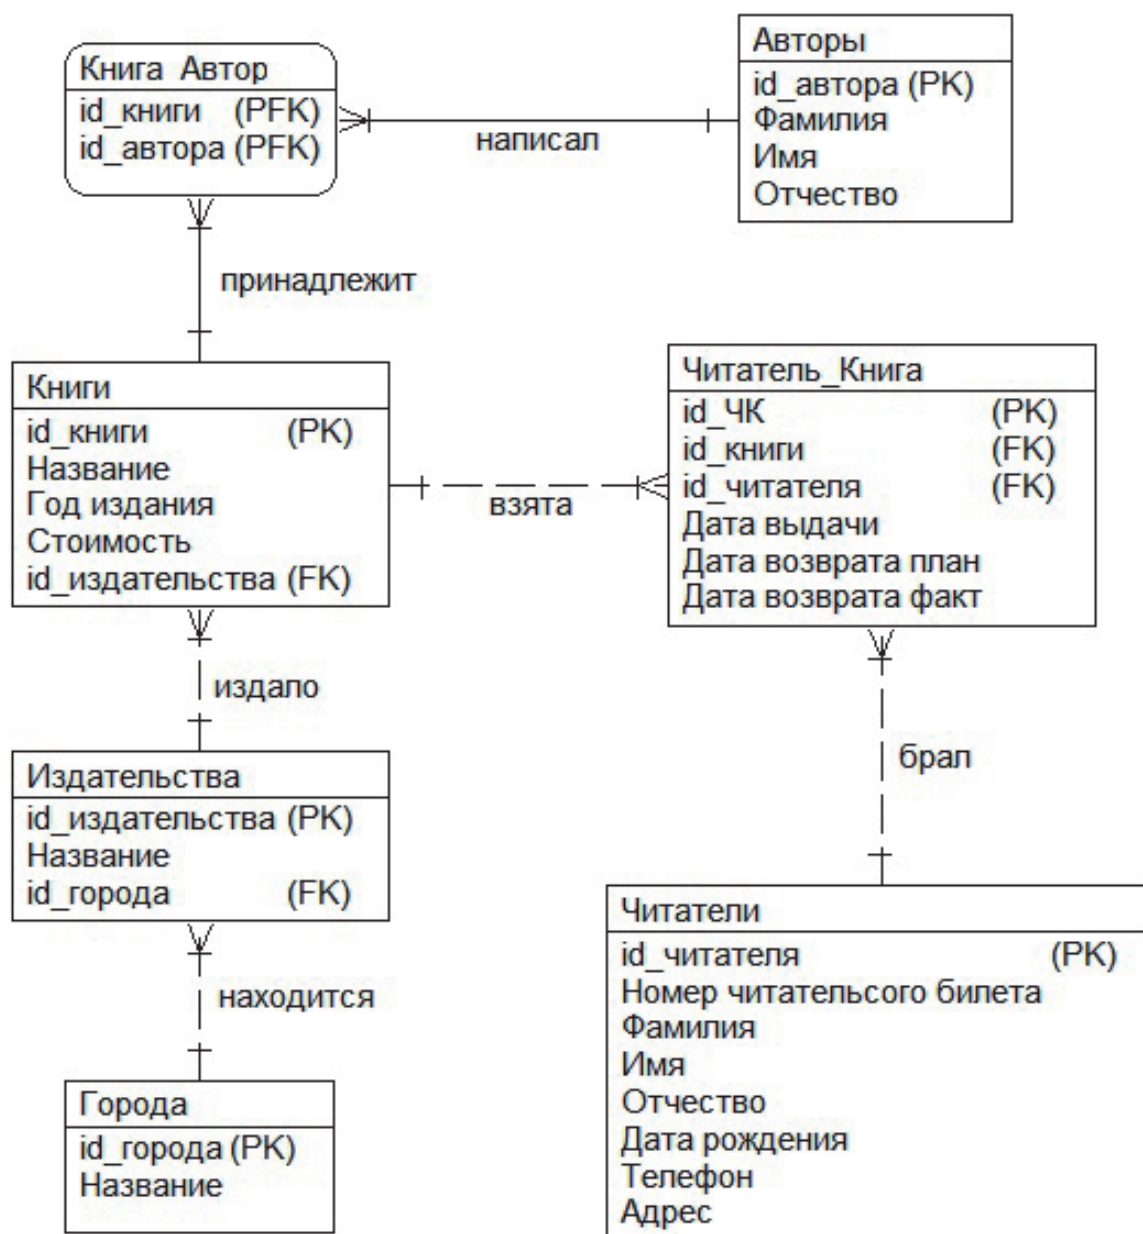 Книга_Автор
id_книги (PFK)
id_автора (PFK)
Авторы
id_автора (PK)
Фамилия
Имя
Отчество
написал
принадлежит
Книги
id_книги (PK)
Название
Год издания
Стоимость
id_издательства (FK)
взята
Читатель_Книга
id_ЧК (PK)
id_книги (FK)
id_читателя (FK)
Дата выдачи
Дата возврата план
Дата возврата факт
издало
брал
Издательства
id_издательства (PK)
Название
id_города (FK)
находится
Города
id_города (PK)
Название
Читатели
id_читателя (PK)
Номер читательсого билета
Фамилия
Имя
Отчество
Дата рождения
Телефон
Адрес